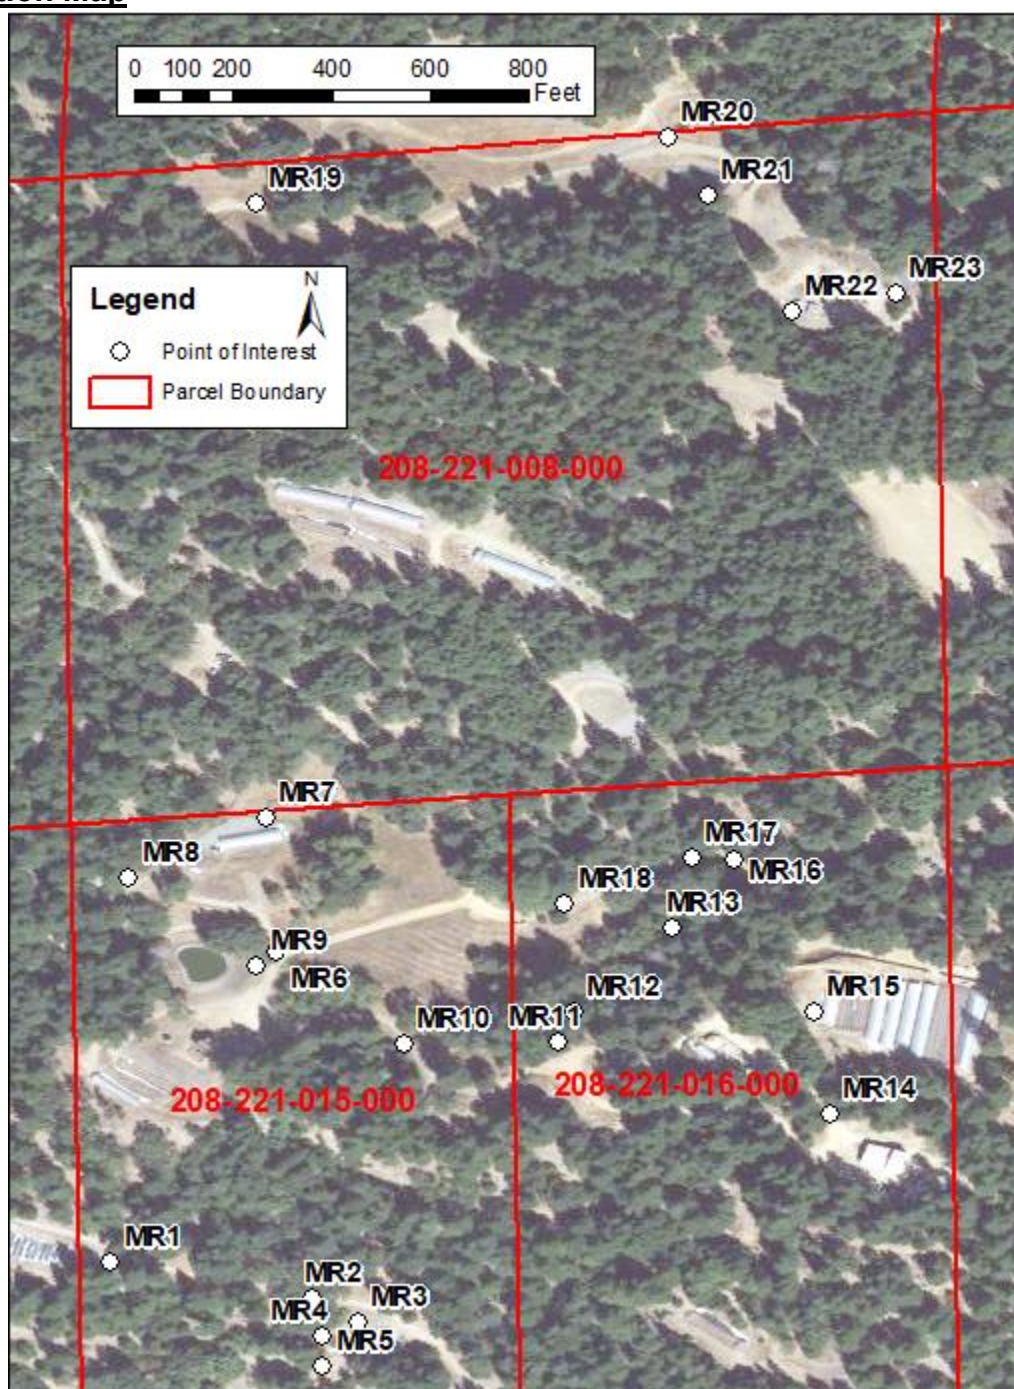 0 100 200 400 600 800
Feet
MR20
MR19
MR21
MR23
MR22
Legend
N
Point of Interest
Parcel Boundary
208-221-008-000
MR7
MR17
MR8
MR16
MR18
MR13
MR9
MR6
MR12
MR15
MR10
MR11
208-221-016-000
208-221-015-000
MR14
MR1
MR2
MR3
MR4
MR5